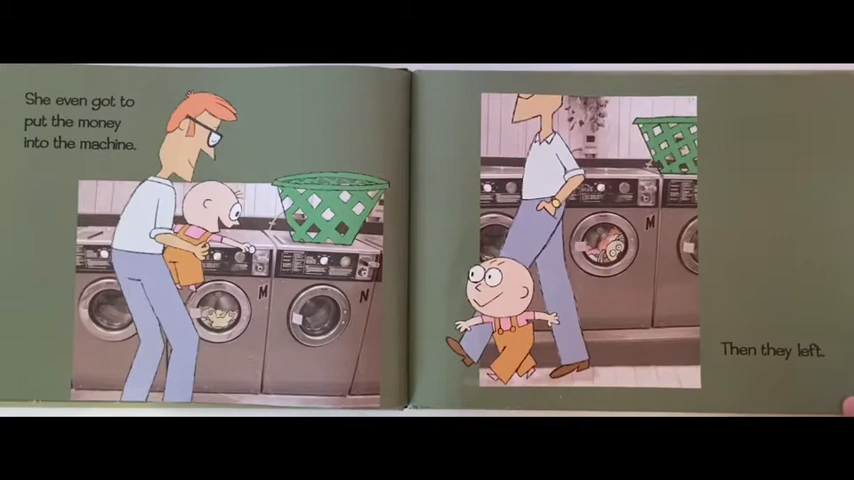 She even got to
put the money
into the machine.
M
N
M
Then they left.